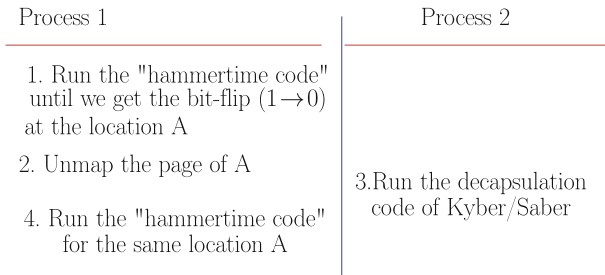 Process 1
1. Run the "hammertime code"
until we get the bit-flip (1→0)
at the location A
2. Unmap the page of A
4. Run the "hammertime code"
for the same location A
Process 2
3.Run the decapsulation
code of Kyber/Saber